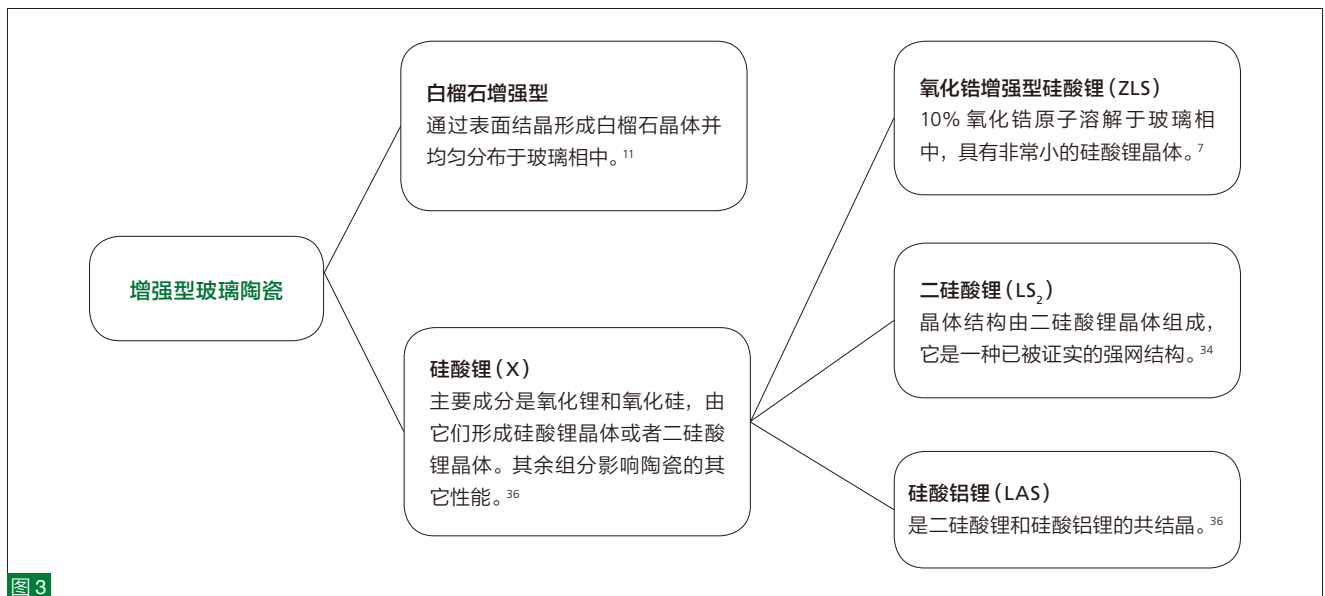 增强型玻璃陶瓷
白榴石增强型
通过表面结晶形成白榴石晶体并
均匀分布于玻璃相中。11
硅酸锂(X)
主要成分是氧化锂和氧化硅,由
它们形成硅酸锂晶体或者二硅酸
锂晶体。其余组分影响陶瓷的其
它性能。36
氧化锆增强型硅酸锂(ZLS)
10% 氧化锆原子溶解于玻璃相
中,具有非常小的硅酸锂晶体。7
二硅酸锂(LS2)
晶体结构由二硅酸锂晶体组成,
它是一种已被证实的强网结构。34
硅酸铝锂(LAS)
是二硅酸锂和硅酸铝锂的共结晶。36
图 3